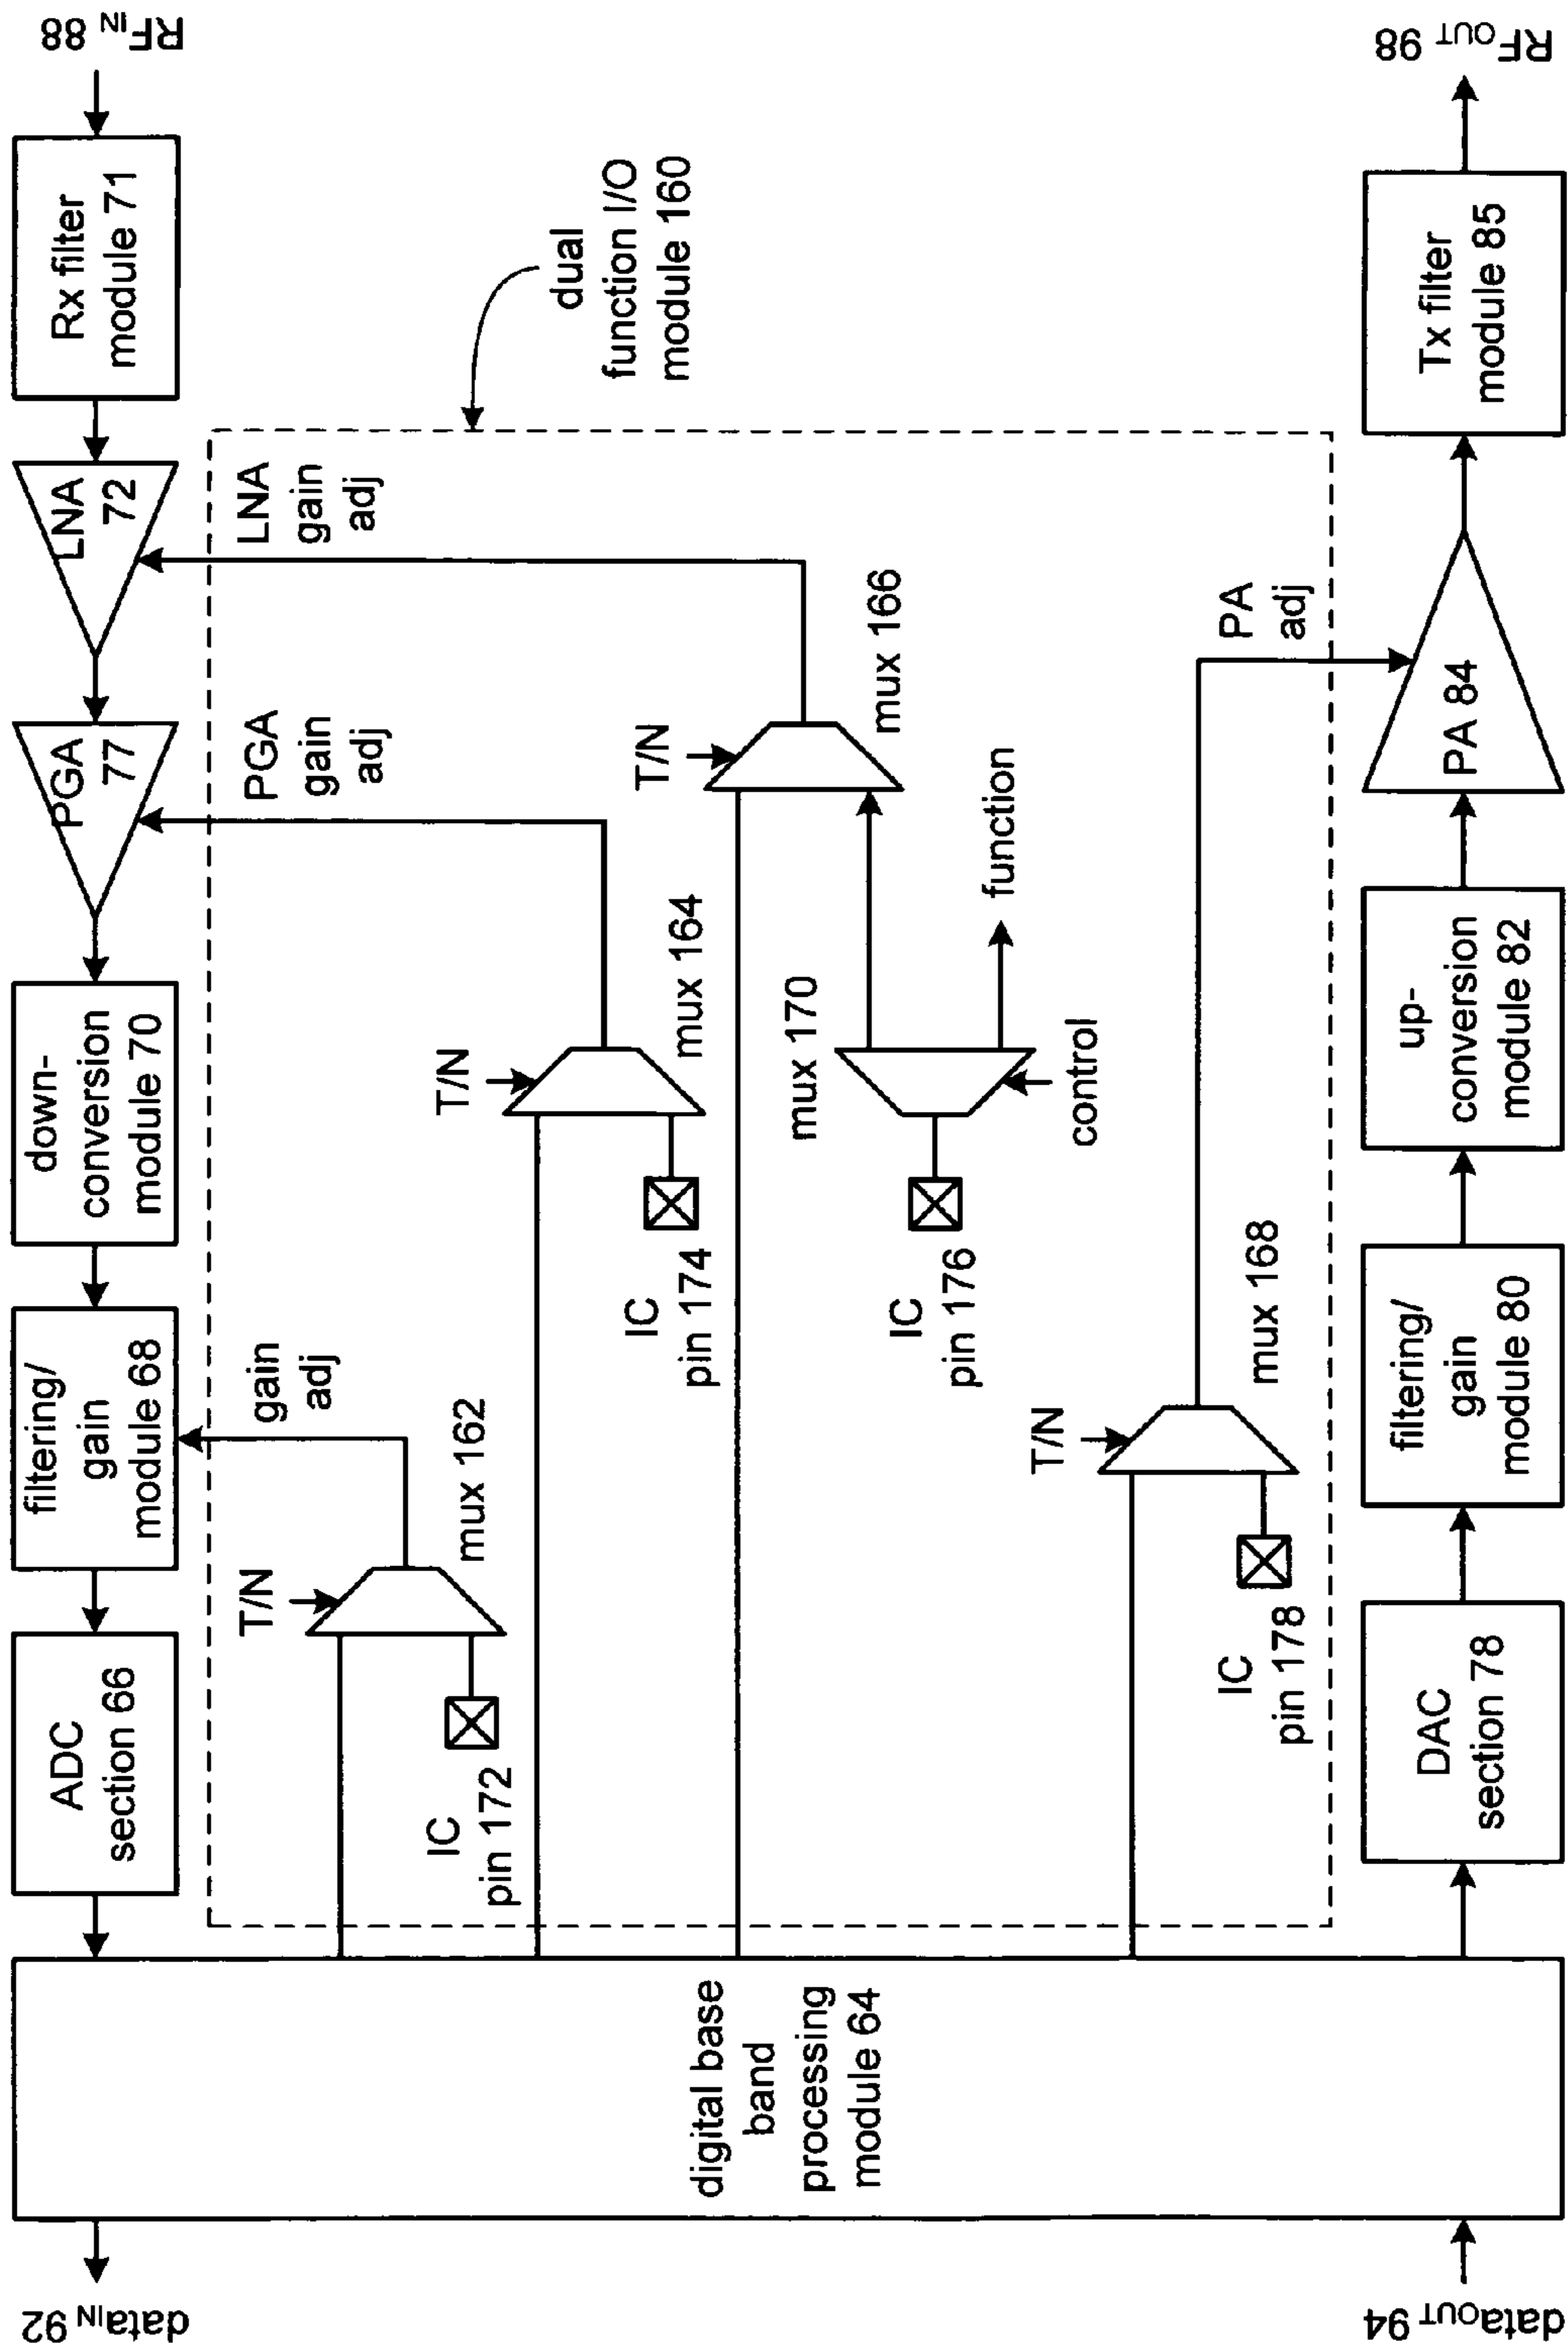 RF_IN 88
Rx filter
module 71
LNA
72
PGA
77
down-
conversion
module 70
filtering/
gain
module 68
ADC
section 66
data_IN 92
dual
function I/O
module 160
LNA
gain
adj
PGA
gain
adj
gain
adj
T/N
mux 162
IC
pin 172
T/N
mux 164
IC
pin 174
T/N
mux 166
mux 170
function
control
IC
pin 176
T/N
mux 168
IC
pin 178
PA
adj
digital base
band
processing
module 64
data_OUT 94
DAC
section 78
filtering/
gain
module 80
up-
conversion
module 82
PA 84
Tx filter
module 85
RF_OUT 98